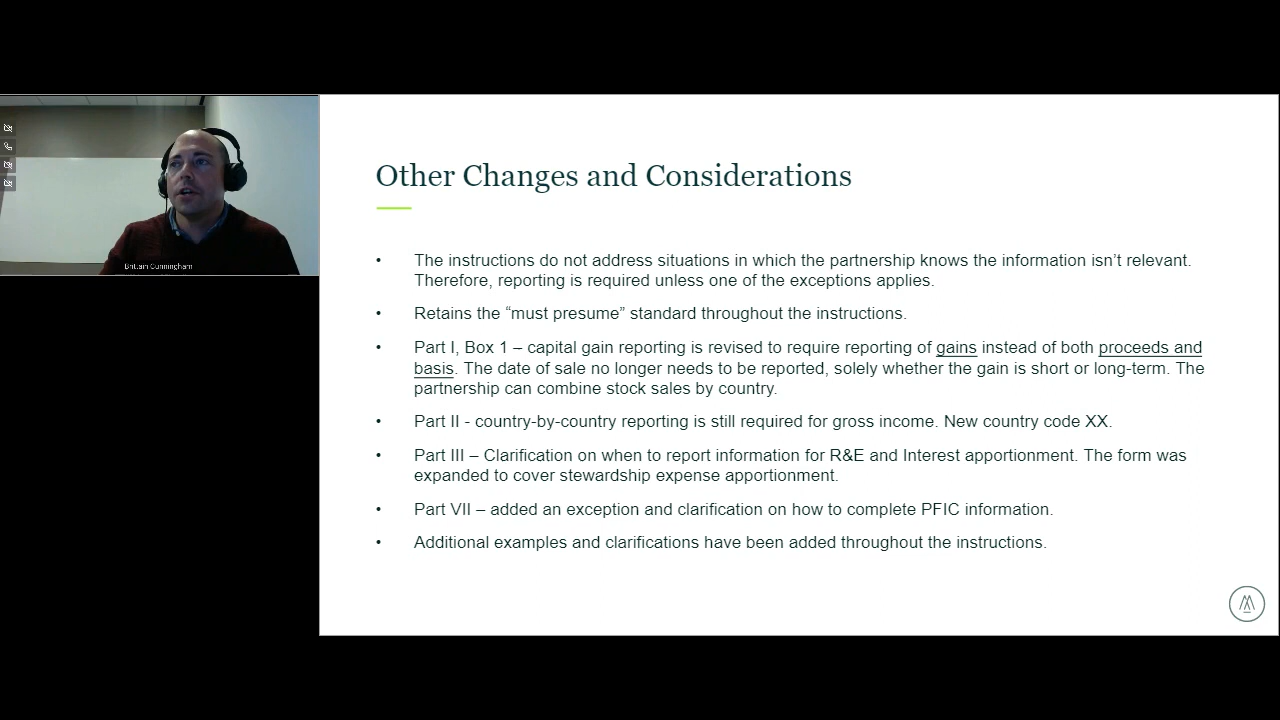 Brittain Cunningham
Other Changes and Considerations
• The instructions do not address situations in which the partnership knows the information isn’t relevant.
Therefore, reporting is required unless one of the exceptions applies.
• Retains the “must presume” standard throughout the instructions.
• Part I, Box 1 – capital gain reporting is revised to require reporting of gains instead of both proceeds and
basis. The date of sale no longer needs to be reported, solely whether the gain is short or long-term. The
partnership can combine stock sales by country.
• Part II - country-by-country reporting is still required for gross income. New country code XX.
• Part III – Clarification on when to report information for R&E and Interest apportionment. The form was
expanded to cover stewardship expense apportionment.
• Part VII – added an exception and clarification on how to complete PFIC information.
• Additional examples and clarifications have been added throughout the instructions.